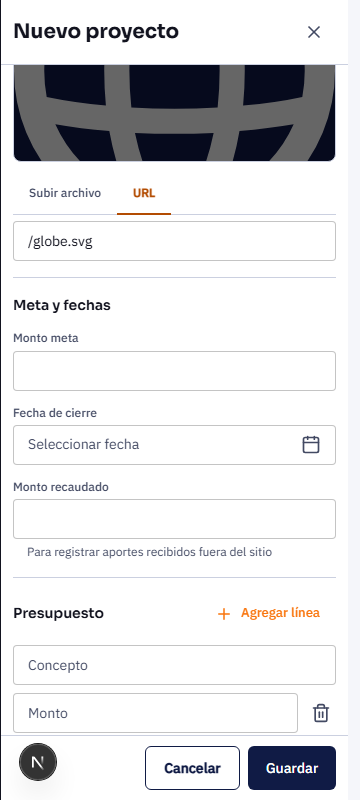 Nuevo proyecto
Subir archivo URL
/globe.svg
Meta y fechas
Monto meta
Fecha de cierre
Seleccionar fecha
Monto recaudado
Para registrar aportes recibidos fuera del sitio
Presupuesto + Agregar línea
Concepto
Monto
N Cancelar Guardar